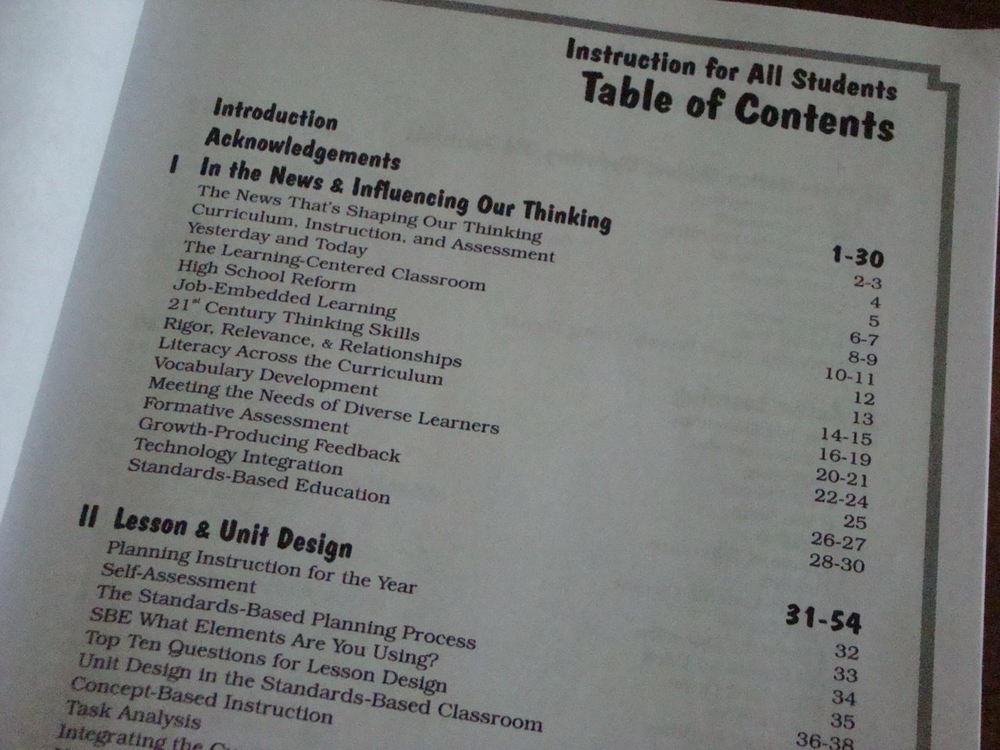 Instruction for All Students
Table of Contents
Introduction
Acknowledgements
I In the News & Influencing Our Thinking 1-30
The News That's Shaping Our Thinking 2-3
Curriculum, Instruction, and Assessment 4
Yesterday and Today 5
The Learning-Centered Classroom 6-7
High School Reform 8-9
Job-Embedded Learning 10-11
21st Century Thinking Skills 12
Rigor, Relevance, & Relationships 13
Literacy Across the Curriculum 14-15
Vocabulary Development 16-19
Meeting the Needs of Diverse Learners 20-21
Formative Assessment 22-24
Growth-Producing Feedback 25
Technology Integration 26-27
Standards-Based Education 28-30
II Lesson & Unit Design 31-54
Planning Instruction for the Year 32
Self-Assessment 33
The Standards-Based Planning Process 34
SBE What Elements Are You Using? 35
Top Ten Questions for Lesson Design 36-38
Unit Design in the Standards-Based Classroom
Concept-Based Instruction
Task Analysis
Integrating the